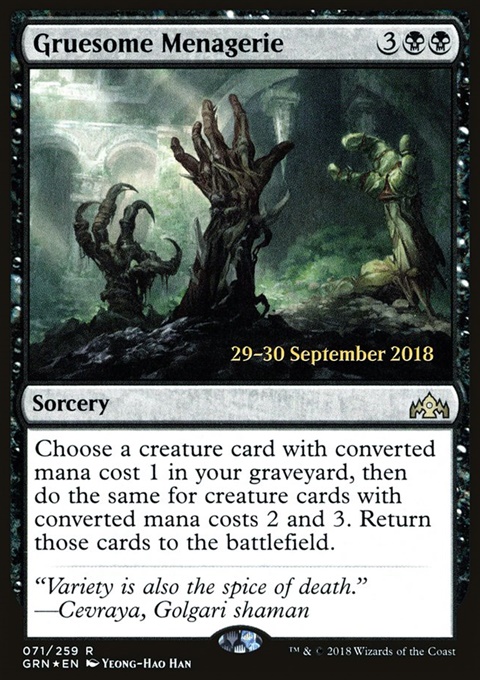 Gruesome Menagerie 3
29–30 September 2018
Sorcery
Choose a creature card with converted
mana cost 1 in your graveyard, then
do the same for creature cards with
converted mana costs 2 and 3. Return
those cards to the battlefield.
“Variety is also the spice of death.”
—Cevraya, Golgari shaman
071/259 R
GRN★EN Yeong-Hao Han
™ & © 2018 Wizards of the Coast